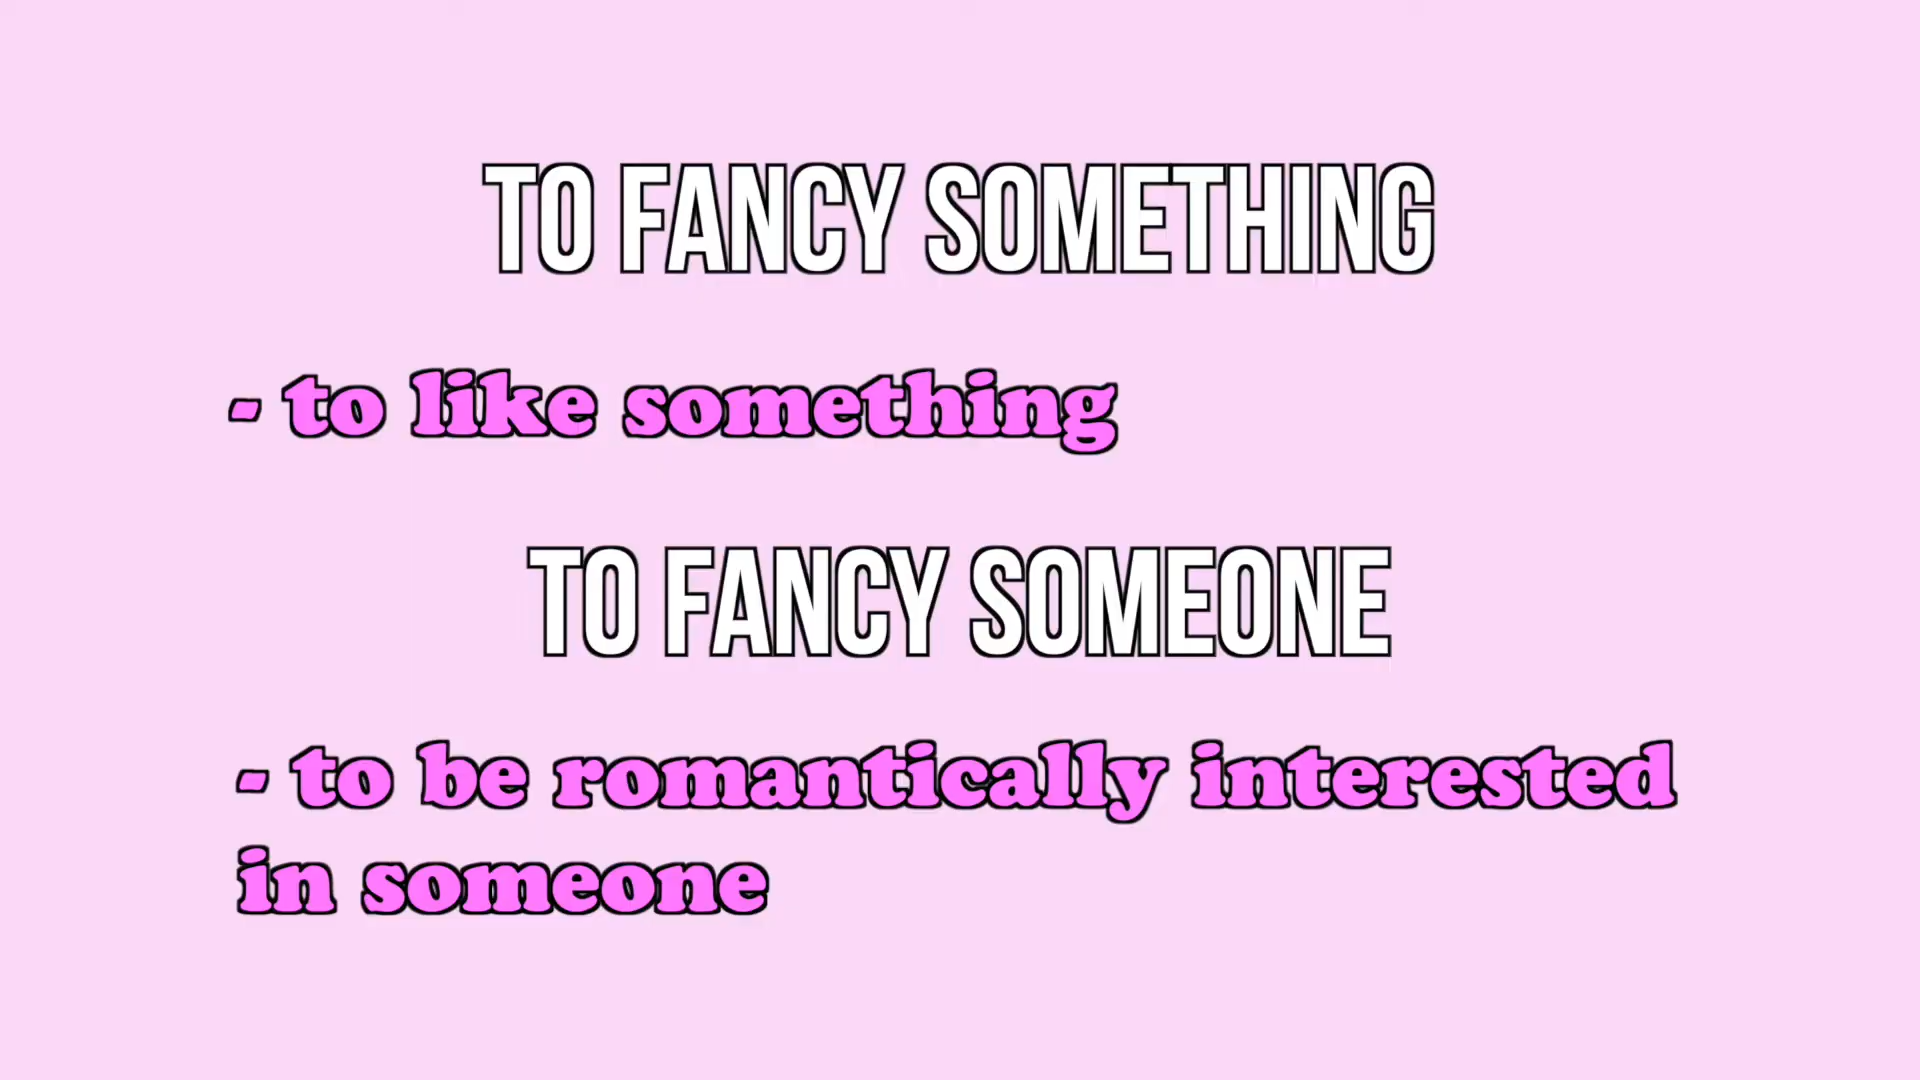 TO FANCY SOMETHING
- to like something
TO FANCY SOMEONE
- to be romantically interested
in someone